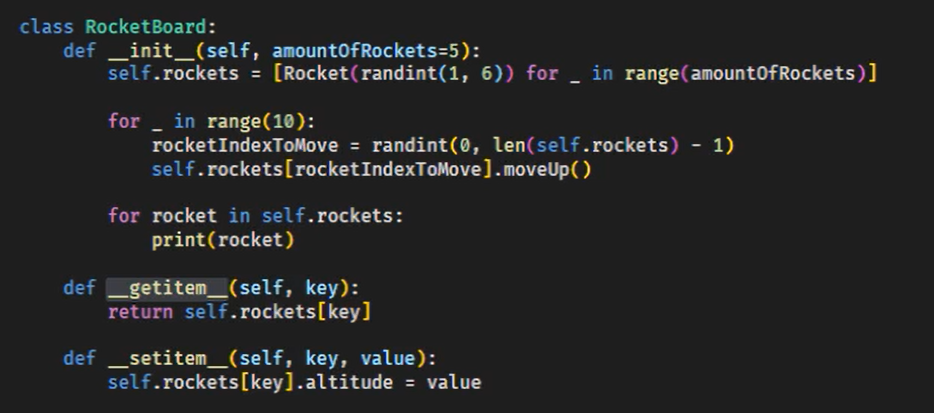 class RocketBoard:
    def __init__(self, amountOfRockets=5):
        self.rockets = [Rocket(randint(1, 6)) for _ in range(amountOfRockets)]

        for _ in range(10):
            rocketIndexToMove = randint(0, len(self.rockets) - 1)
            self.rockets[rocketIndexToMove].moveUp()

        for rocket in self.rockets:
            print(rocket)

    def __getitem__(self, key):
        return self.rockets[key]

    def __setitem__(self, key, value):
        self.rockets[key].altitude = value